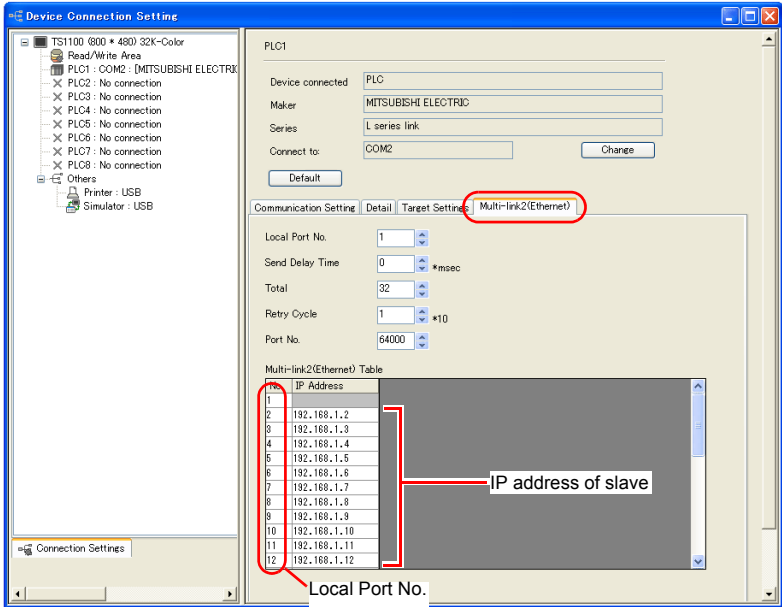 Device Connection Setting
TS1100 (800 * 480) 32K-Color
Read/Write Area
PLC1 : COM2 : [MITSUBISHI ELECTRIC
PLC2 : No connection
PLC3 : No connection
PLC4 : No connection
PLC5 : No connection
PLC6 : No connection
PLC7 : No connection
PLC8 : No connection
Others
Printer : USB
Simulator : USB
Connection Settings
PLC1
Device connected PLC
Maker MITSUBISHI ELECTRIC
Series L series link
Connect to: COM2 Change
Default
Communication Setting Detail Target Settings Multi-link2(Ethernet)
Local Port No. 1
Send Delay Time 0 *msec
Total 32
Retry Cycle 1 *10
Port No. 64000
Multi-link2(Ethernet) Table
No. IP Address
1
2 192.168.1.2
3 192.168.1.3
4 192.168.1.4
5 192.168.1.5
6 192.168.1.6
7 192.168.1.7
8 192.168.1.8
9 192.168.1.9
10 192.168.1.10
11 192.168.1.11
12 192.168.1.12
IP address of slave
Local Port No.